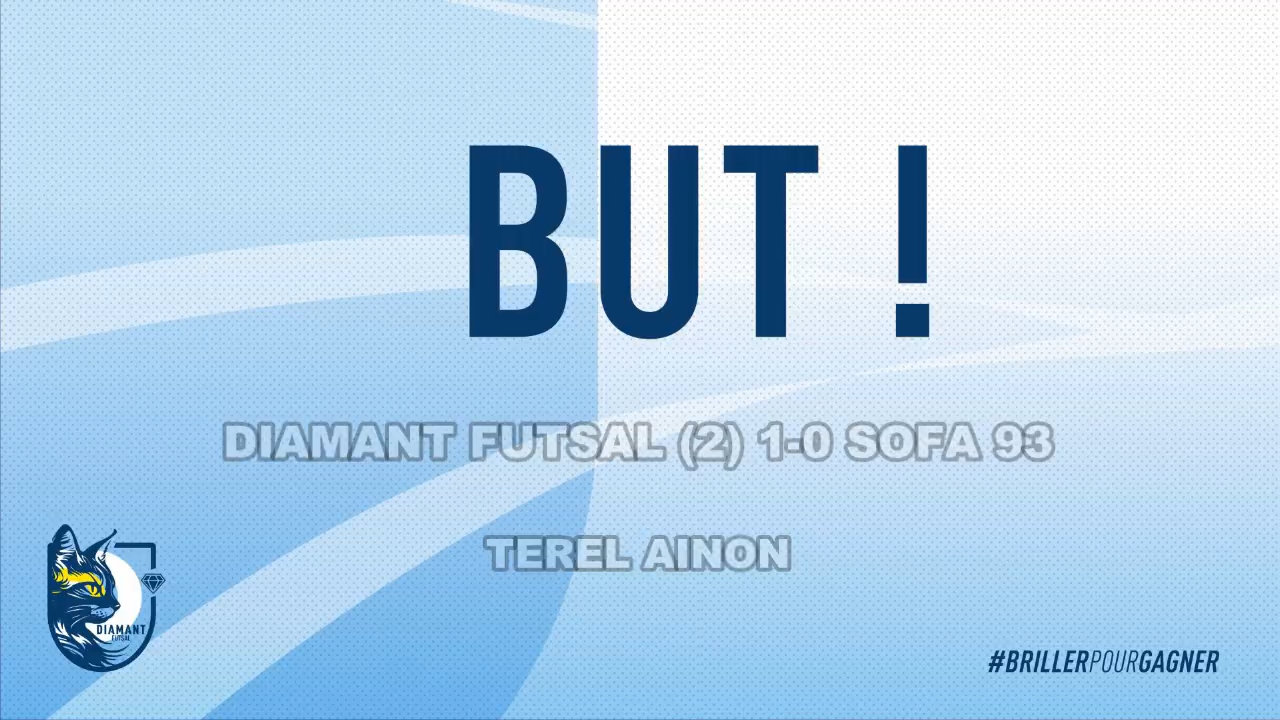 BUT !
DIAMANT FUTSAL (2) 1-0 SOFA 93
TEREL AINON
DIAMANT
FUTSAL
#BRILLERPOURGAGNER